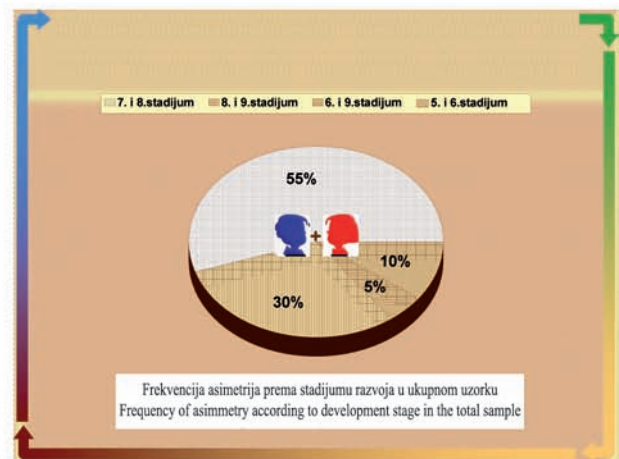 7. i 8.stadijum 8. i 9.stadijum 6. i 9.stadijum 5. i 6.stadijum
55%
+
10%
5%
30%
Frekvencija asimetrija prema stadijumu razvoja u ukupnom uzorku
Frequency of asimmetry according to development stage in the total sample